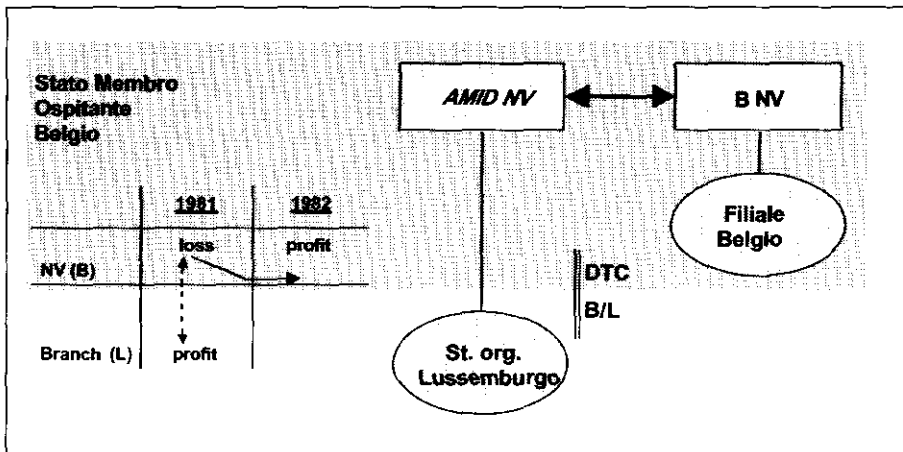 Stato Membro
Ospitante
Belgio
AMID NV
B NV
Filiale
Belgio
1981 1982
loss profit
NV (B)
Branch (L) profit
DTC
B/L
St. org.
Lussemburgo